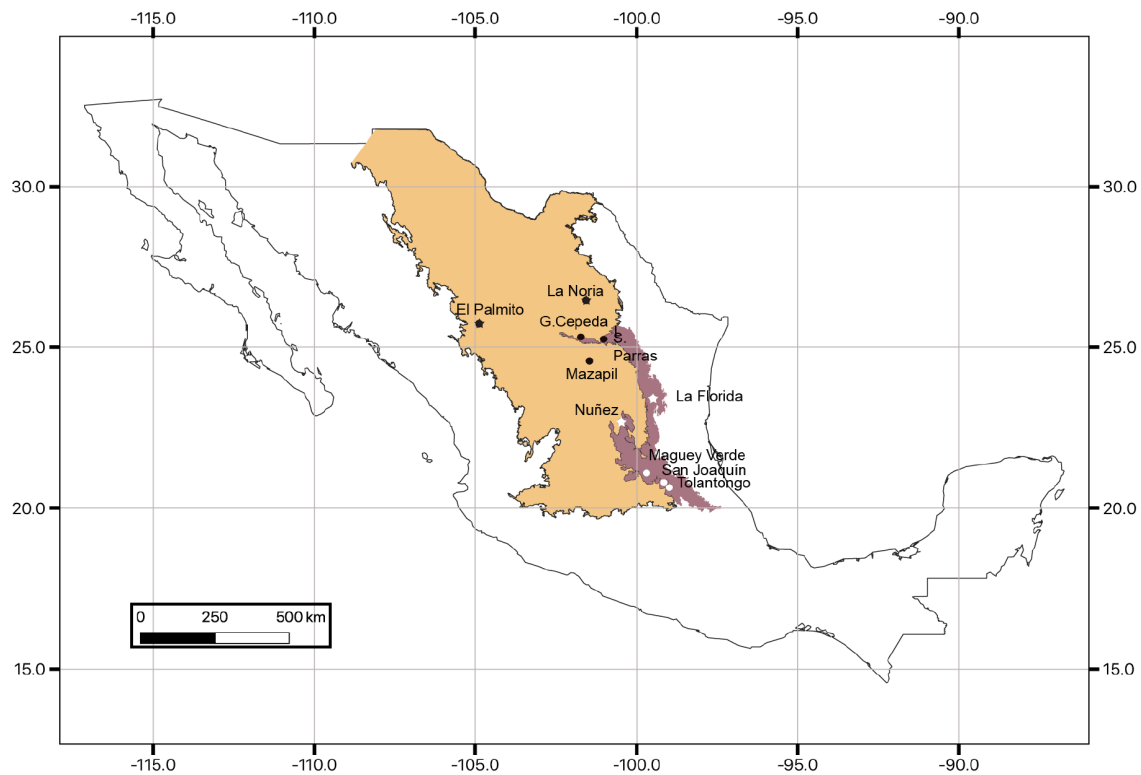 -115.0 -110.0 -105.0 -100.0 -95.0 -90.0
30.0 30.0
La Noria
El Palmito
G.Cepeda
S.
25.0 25.0
Parras
Mazapil
La Florida
Nuñez
Maguey Verde
San Joaquín
Tolantongo
20.0 20.0
0 250 500 km
15.0 15.0
-115.0 -110.0 -105.0 -100.0 -95.0 -90.0